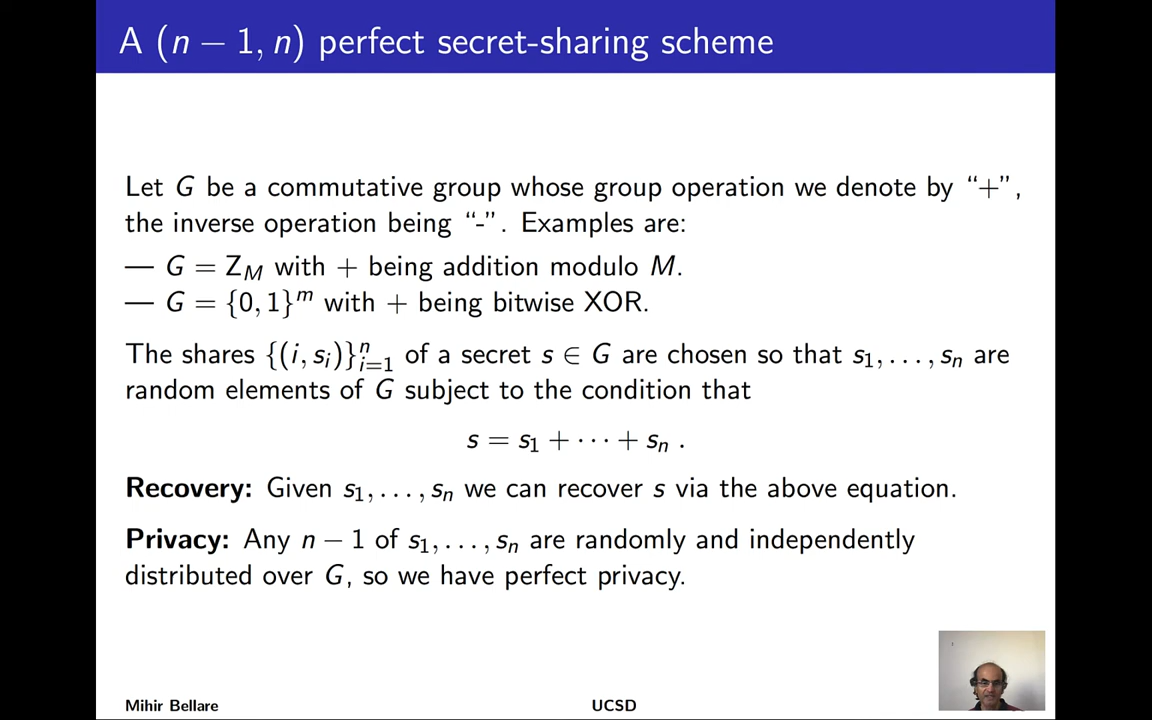 A (n − 1, n) perfect secret-sharing scheme
Let G be a commutative group whose group operation we denote by “+”,
the inverse operation being “-”. Examples are:
— G = Z_M with + being addition modulo M.
— G = {0, 1}^m with + being bitwise XOR.
The shares {(i, s_i)}_{i=1}^n of a secret s ∈ G are chosen so that s_1, . . . , s_n are
random elements of G subject to the condition that
s = s_1 + · · · + s_n .
Recovery: Given s_1, . . . , s_n we can recover s via the above equation.
Privacy: Any n − 1 of s_1, . . . , s_n are randomly and independently
distributed over G, so we have perfect privacy.
Mihir Bellare UCSD